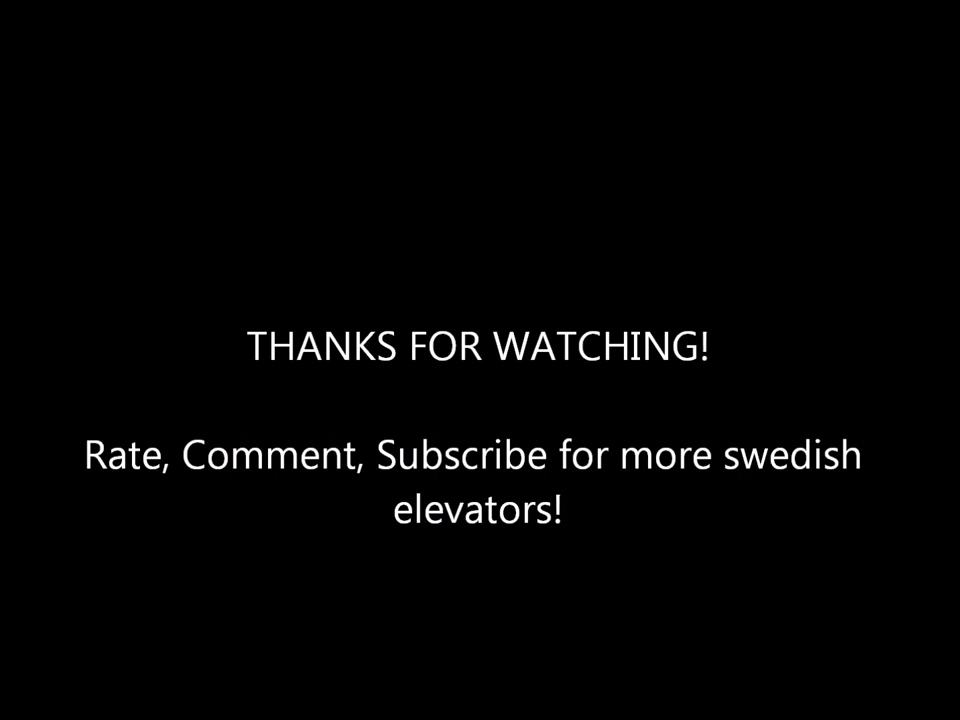 THANKS FOR WATCHING!
Rate, Comment, Subscribe for more swedish
elevators!